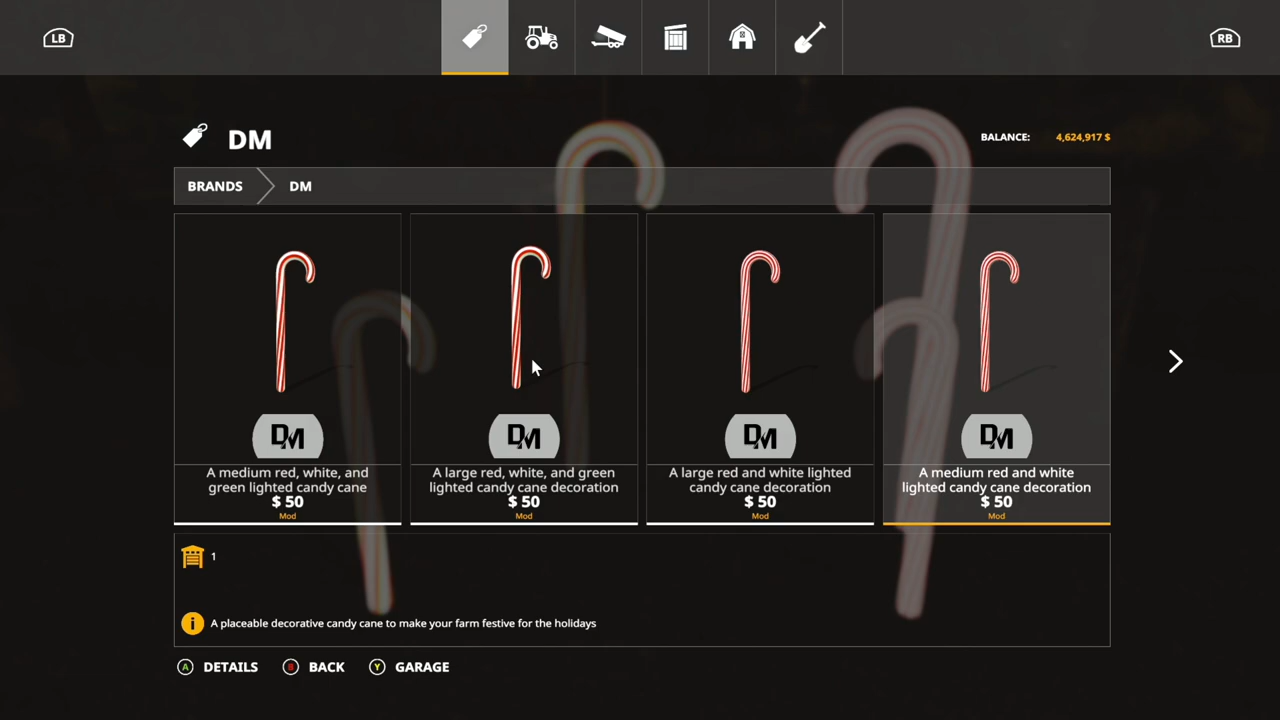 LB
RB
DM
BALANCE: 4,624,917 $
BRANDS DM
DM
A medium red, white, and
green lighted candy cane
$ 50
Mod
DM
A large red, white, and green
lighted candy cane decoration
$ 50
Mod
DM
A large red and white lighted
candy cane decoration
$ 50
Mod
DM
A medium red and white
lighted candy cane decoration
$ 50
Mod
1
i A placeable decorative candy cane to make your farm festive for the holidays
A DETAILS B BACK Y GARAGE